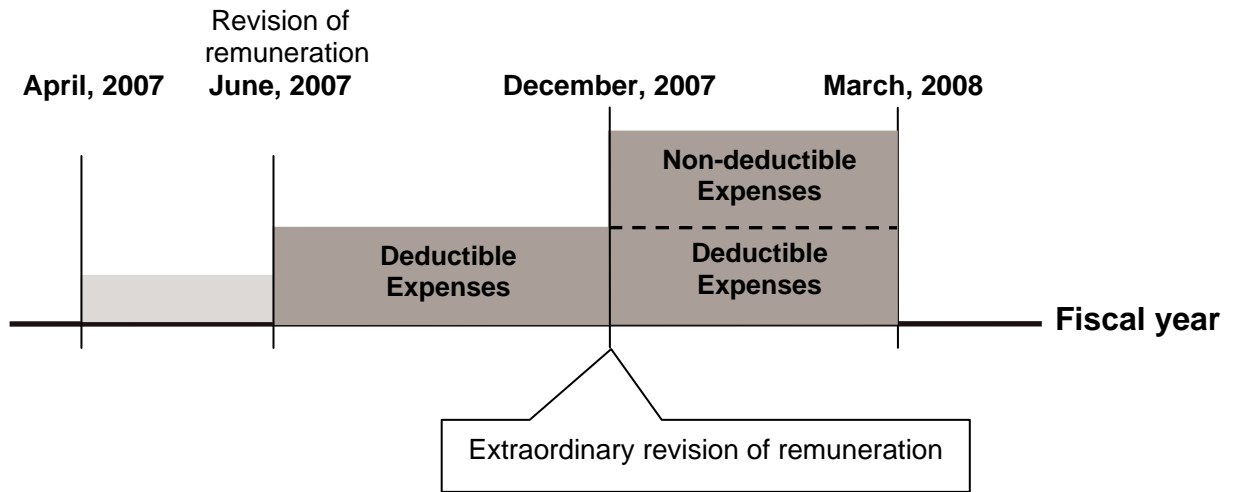 Revision of
remuneration
April, 2007 June, 2007 December, 2007 March, 2008
Non-deductible
Expenses
Deductible
Expenses
Deductible
Expenses
Fiscal year
Extraordinary revision of remuneration